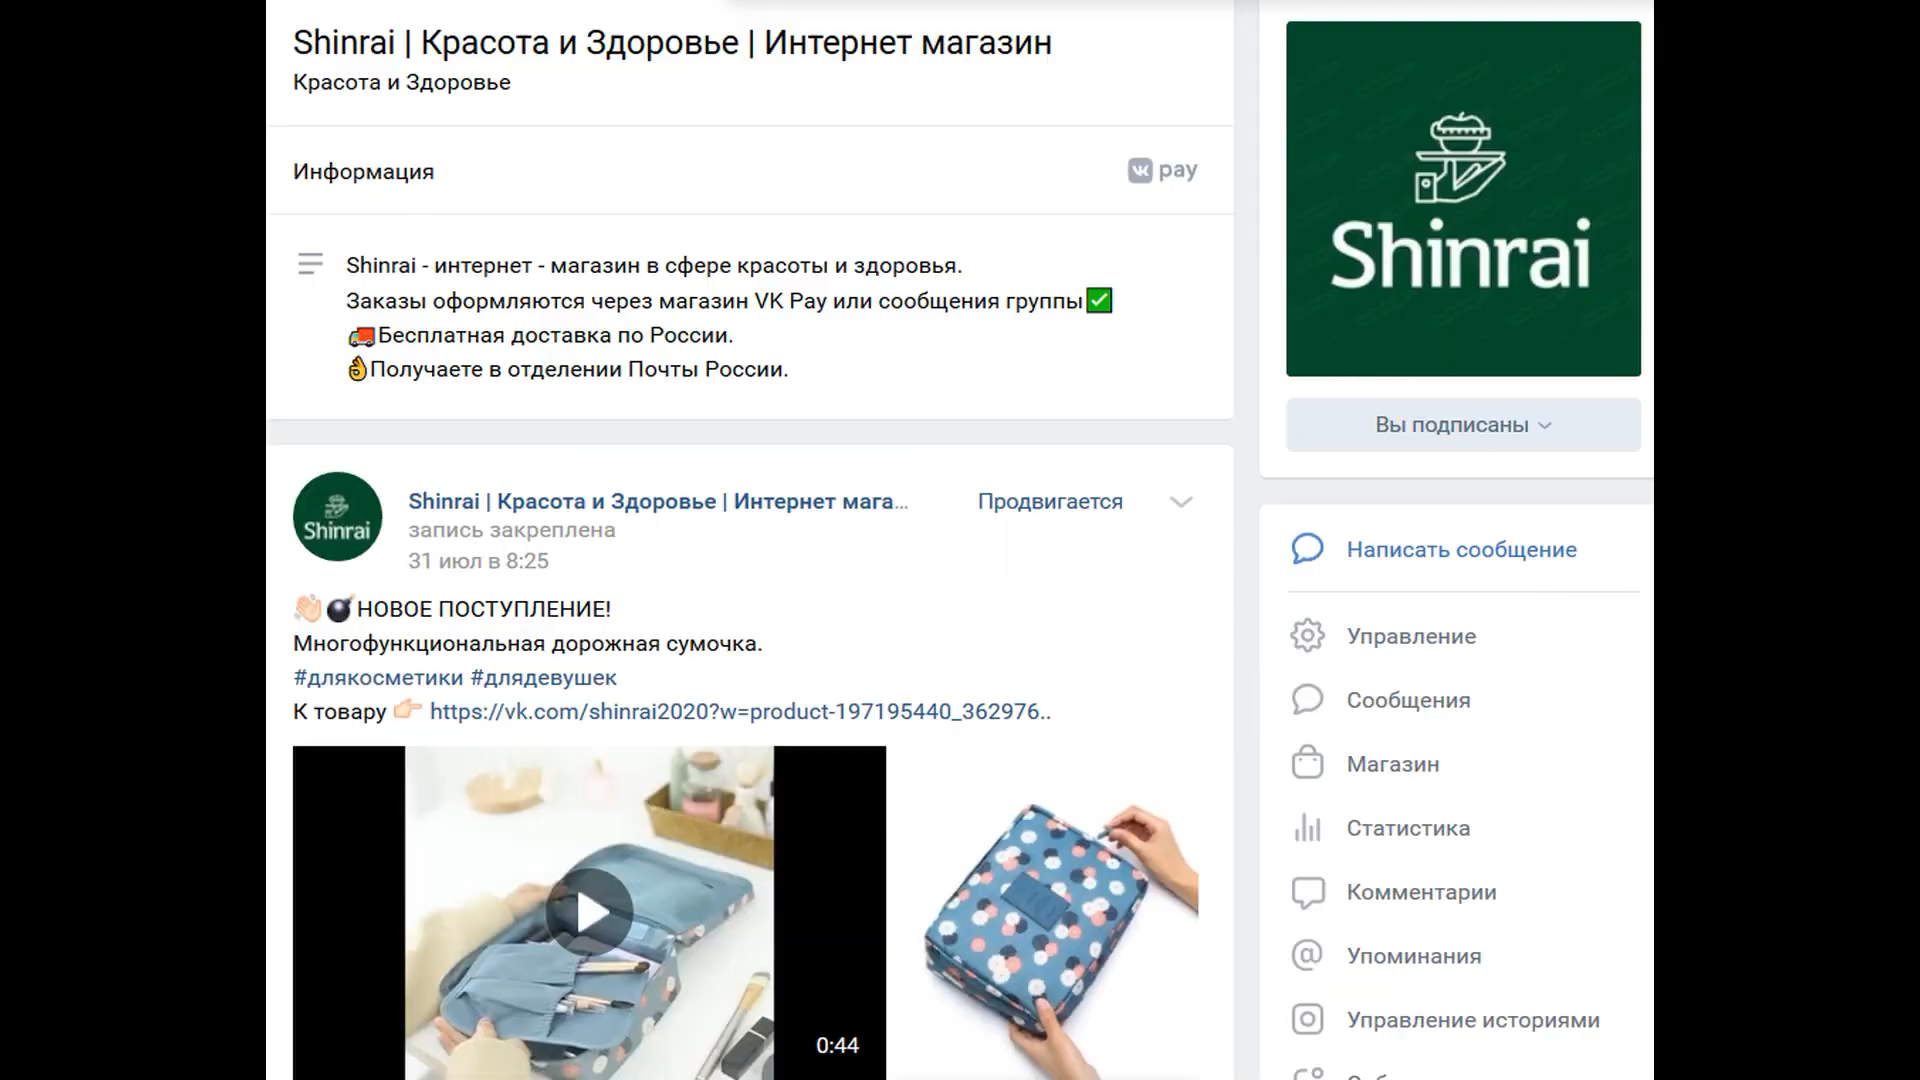 Shinrai | Красота и Здоровье | Интернет магазин
Красота и Здоровье
Информация
VK pay
Shinrai - интернет - магазин в сфере красоты и здоровья.
Заказы оформляются через магазин VK Pay или сообщения группы✅
🚚Бесплатная доставка по России.
👌Получаете в отделении Почты России.
Shinrai
Shinrai | Красота и Здоровье | Интернет мага...
Продвигается
запись закреплена
31 июл в 8:25
👋🏻💣НОВОЕ ПОСТУПЛЕНИЕ!
Многофункциональная дорожная сумочка.
#длякосметики #длядевушек
К товару 👉🏻 https://vk.com/shinrai2020?w=product-197195440_362976..
0:44
Shinrai
Вы подписаны
Написать сообщение
Управление
Сообщения
Магазин
Статистика
Комментарии
Упоминания
Управление историями